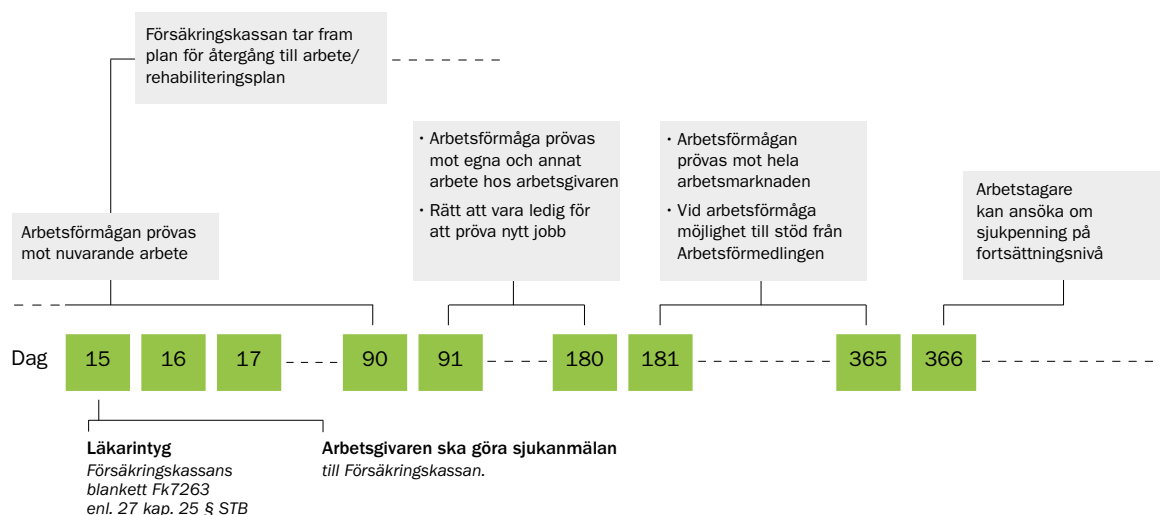 Försäkringskassan tar fram
plan för återgång till arbete/
rehabiliteringsplan
Arbetsförmågan prövas
mot nuvarande arbete
· Arbetsförmåga prövas
mot egna och annat
arbete hos arbetsgivaren
· Rätt att vara ledig för
att pröva nytt jobb
· Arbetsförmågan
prövas mot hela
arbetsmarknaden
· Vid arbetsförmåga
möjlighet till stöd från
Arbetsförmedlingen
Arbetstagare
kan ansöka om
sjukpenning på
fortsättningsnivå
Dag 15 16 17 90 91 180 181 365 366
Läkarintyg
Försäkringskassans
blankett Fk7263
enl. 27 kap. 25 § STB
Arbetsgivaren ska göra sjukanmälan
till Försäkringskassan.